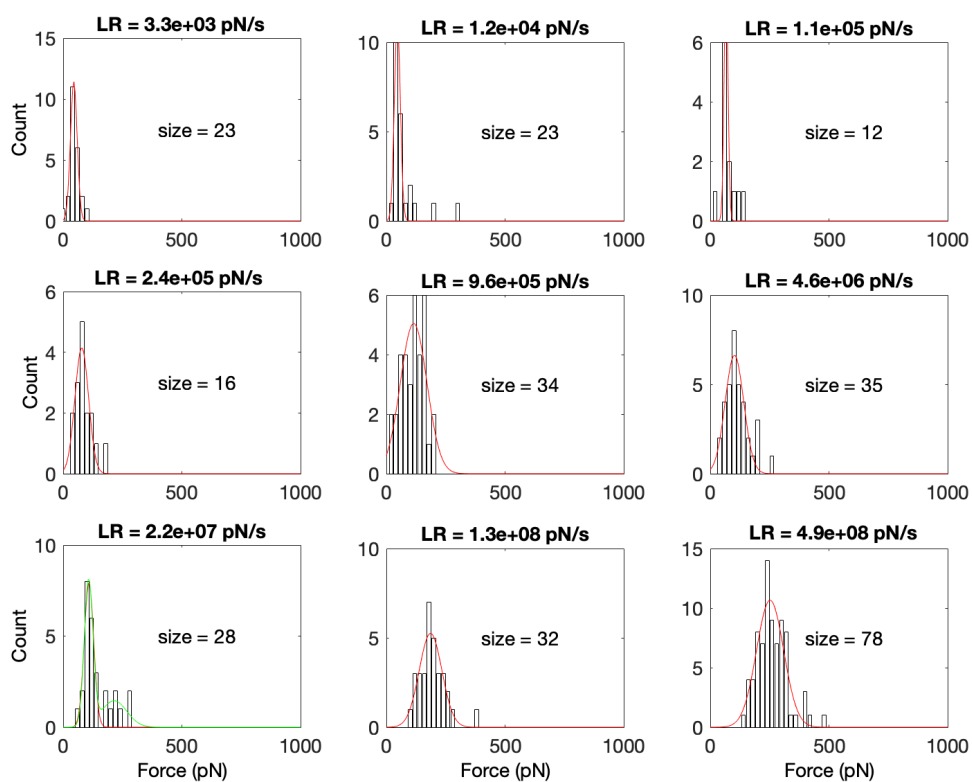 LR = 3.3e+03 pN/s
15
10
5
0
Count
size = 23
0
500
1000
LR = 1.2e+04 pN/s
10
5
0
size = 23
0
500
1000
LR = 1.1e+05 pN/s
6
4
2
0
size = 12
0
500
1000
LR = 2.4e+05 pN/s
6
4
2
0
Count
size = 16
0
500
1000
LR = 9.6e+05 pN/s
6
4
2
0
size = 34
0
500
1000
LR = 4.6e+06 pN/s
10
5
0
size = 35
0
500
1000
LR = 2.2e+07 pN/s
10
5
0
Count
size = 28
0
500
1000
Force (pN)
LR = 1.3e+08 pN/s
10
5
0
size = 32
0
500
1000
Force (pN)
LR = 4.9e+08 pN/s
15
10
5
0
size = 78
0
500
1000
Force (pN)